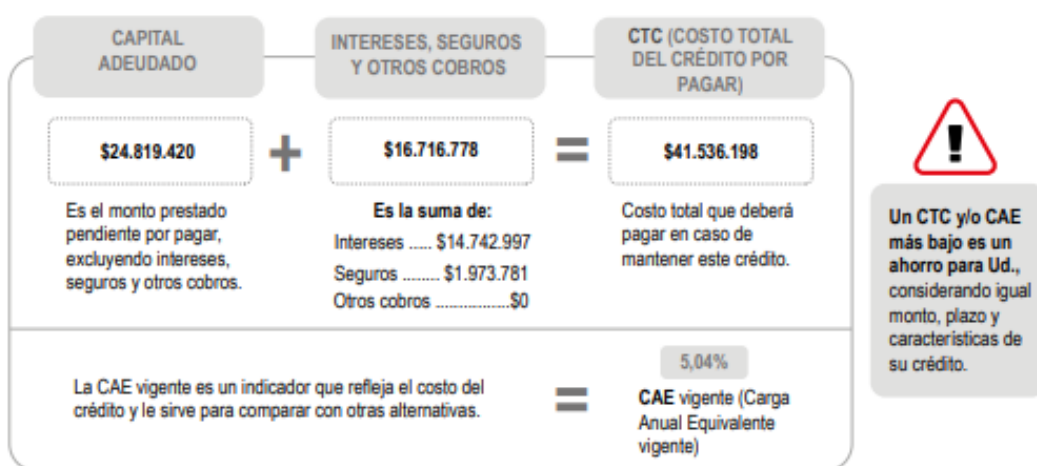 CAPITAL
ADEUDADO
INTERESES, SEGUROS
Y OTROS COBROS
CTC (COSTO TOTAL
DEL CRÉDITO POR
PAGAR)
$24.819.420
+
$16.716.778
=
$41.536.198
Es el monto prestado
pendiente por pagar,
excluyendo intereses,
seguros y otros cobros.
Es la suma de:
Intereses ..... $14.742.997
Seguros ......... $1.973.781
Otros cobros ..................$0
Costo total que deberá
pagar en caso de
mantener este crédito.
!
Un CTC y/o CAE
más bajo es un
ahorro para Ud.,
considerando igual
monto, plazo y
características de
su crédito.
La CAE vigente es un indicador que refleja el costo del
crédito y le sirve para comparar con otras alternativas.
=
5,04%
CAE vigente (Carga
Anual Equivalente
vigente)